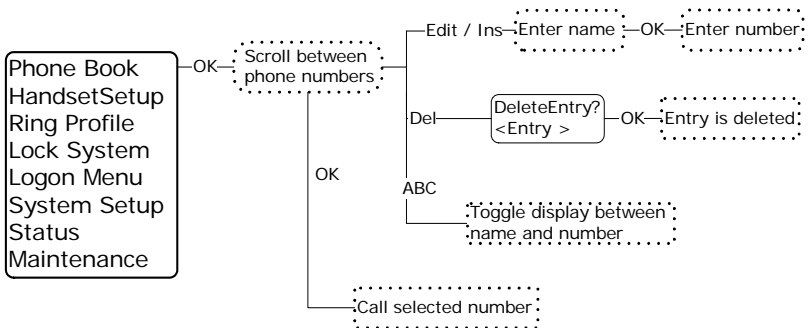 Phone Book
HandsetSetup
Ring Profile
Lock System
Logon Menu
System Setup
Status
Maintenance
OK
Scroll between
phone numbers
Edit / Ins
Enter name
OK
Enter number
Del
DeleteEntry?
<Entry >
OK
Entry is deleted
ABC
Toggle display between
name and number
OK
Call selected number